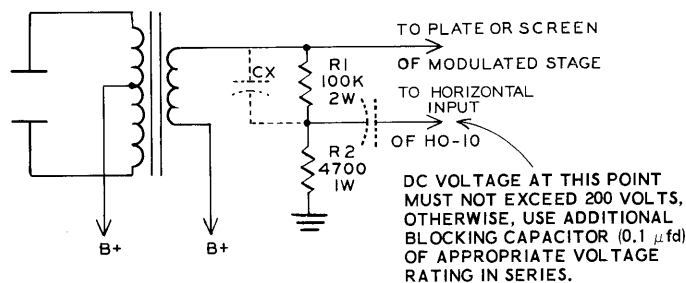 TO PLATE OR SCREEN
OF MODULATED STAGE
CX
R1
100K
2W
TO HORIZONTAL
INPUT
OF HO-10
R2
4700
1W
DC VOLTAGE AT THIS POINT
MUST NOT EXCEED 200 VOLTS,
OTHERWISE, USE ADDITIONAL
BLOCKING CAPACITOR (0.1 μfd)
OF APPROPRIATE VOLTAGE
RATING IN SERIES.
B+
B+